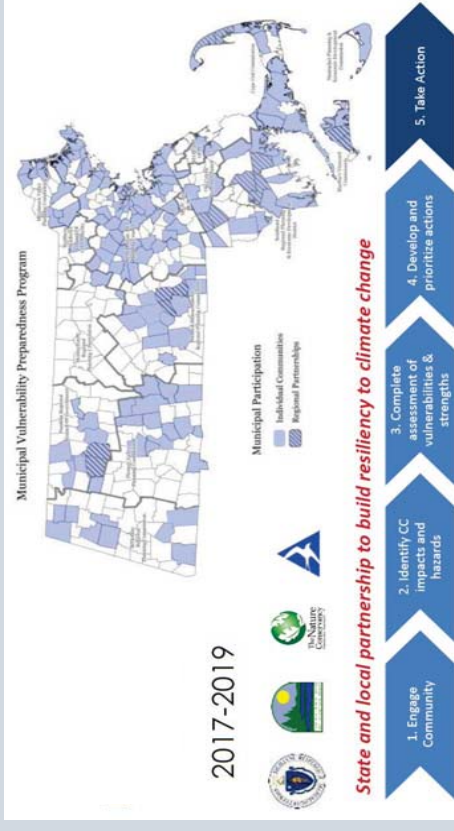 Municipal Vulnerability Preparedness Program
2017-2019
Municipal Participation
Individual Communities
Regional Partnerships
The Nature
Conservancy
State and local partnership to build resiliency to climate change
1. Engage
Community
2. Identify CC
impacts and
hazards
3. Complete
assessment of
vulnerabilities &
strengths
4. Develop and
prioritize actions
5. Take Action